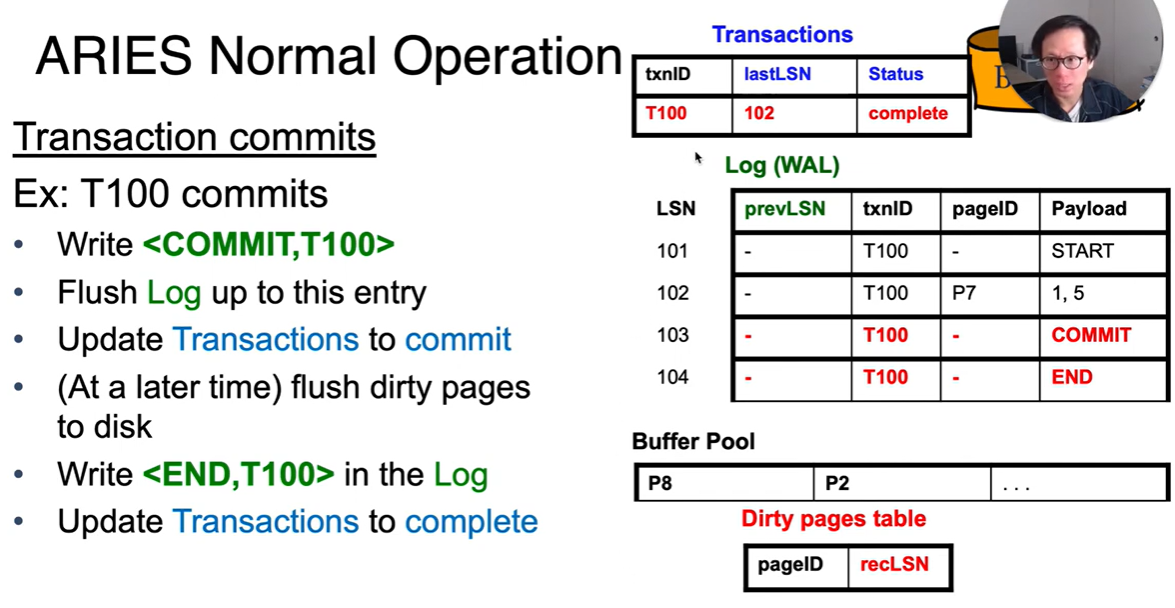 ARIES Normal Operation
Transaction commits
Ex: T100 commits
• Write <COMMIT,T100>
• Flush Log up to this entry
• Update Transactions to commit
• (At a later time) flush dirty pages
to disk
• Write <END,T100> in the Log
• Update Transactions to complete
Transactions
txnID lastLSN Status
T100 102 complete
Log (WAL)
LSN prevLSN txnID pageID Payload
101 - T100 - START
102 - T100 P7 1, 5
103 - T100 - COMMIT
104 - T100 - END
Buffer Pool
P8 P2 . . .
Dirty pages table
pageID recLSN